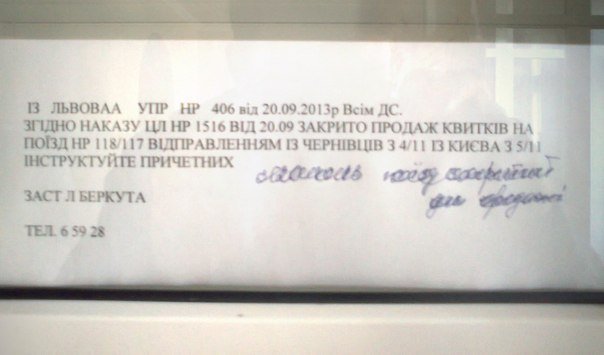 ІЗ ЛЬВОВАА УПР НР 406 від 20.09.2013р Всім ДС.
ЗГІДНО НАКАЗУ ЦЛ НР 1516 ВІД 20.09 ЗАКРИТО ПРОДАЖ КВИТКІВ НА
ПОЇЗД НР 118/117 ВІДПРАВЛЕННЯМ ІЗ ЧЕРНІВЦІВ З 4/11 ІЗ КИЄВА З 5/11
ІНСТРУКТУЙТЕ ПРИЧЕТНИХ
поїзд
для
ЗАСТ Л БЕРКУТА
ТЕЛ. 6 59 28